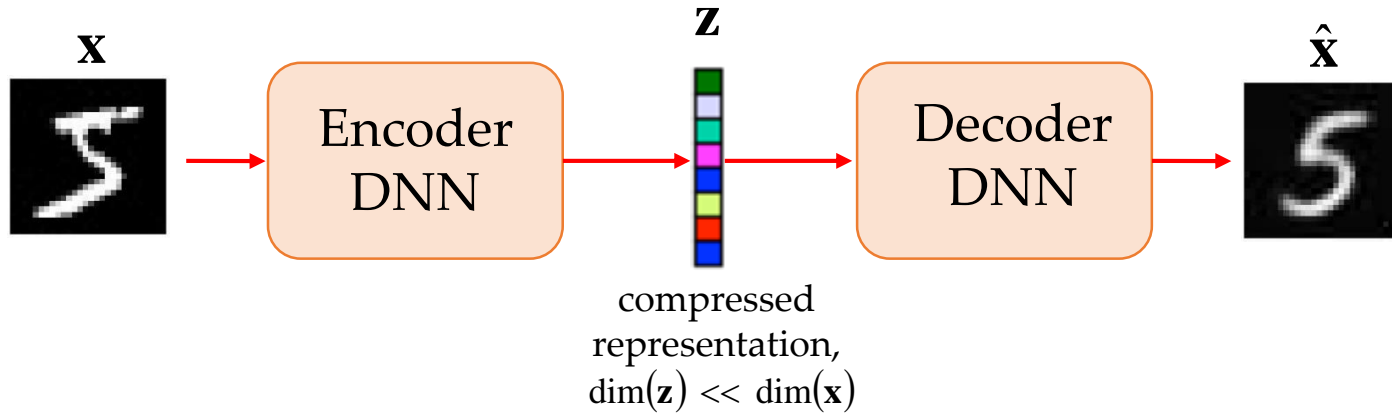 x
z
x̂
Encoder
DNN
Decoder
DNN
compressed
representation,
dim(z) << dim(x)